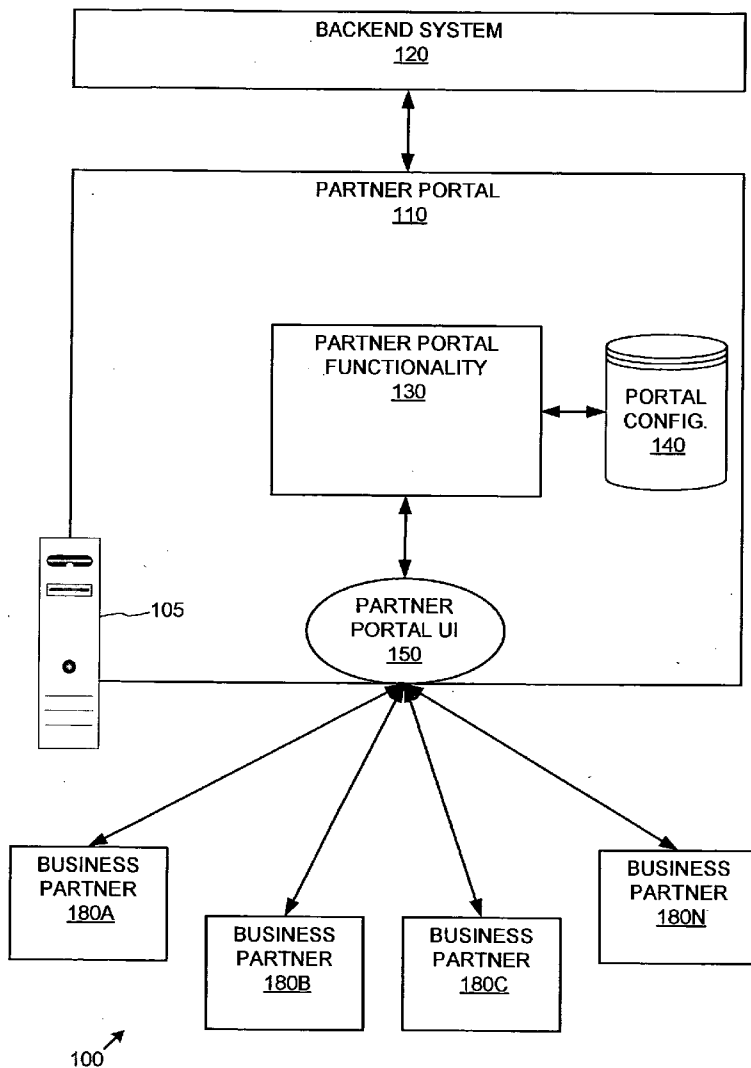 BACKEND SYSTEM
120
PARTNER PORTAL
110
PARTNER PORTAL
FUNCTIONALITY
130
PORTAL
CONFIG.
140
105
PARTNER
PORTAL UI
150
BUSINESS
PARTNER
180A
BUSINESS
PARTNER
180B
BUSINESS
PARTNER
180C
BUSINESS
PARTNER
180N
100